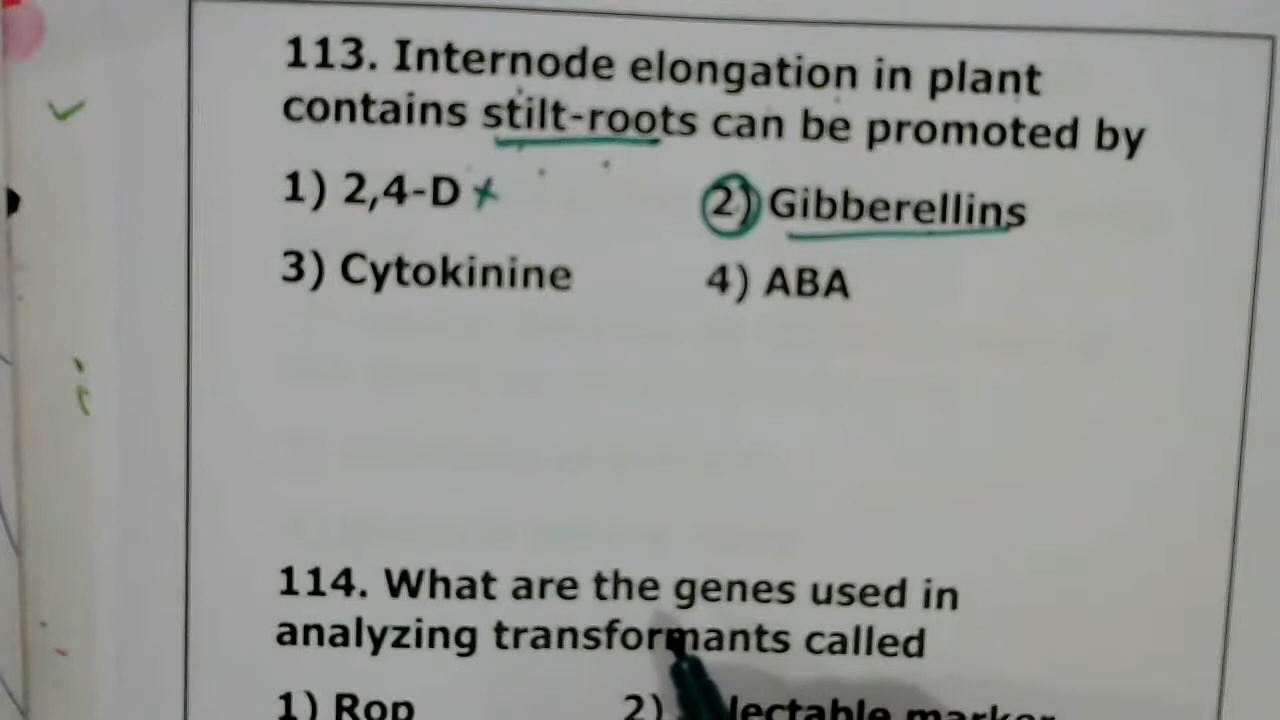 113. Internode elongation in plant
contains stilt-roots can be promoted by
1) 2,4-D 2) Gibberellins
3) Cytokinine 4) ABA
114. What are the genes used in
analyzing transformants called
1) Rop 2) marker